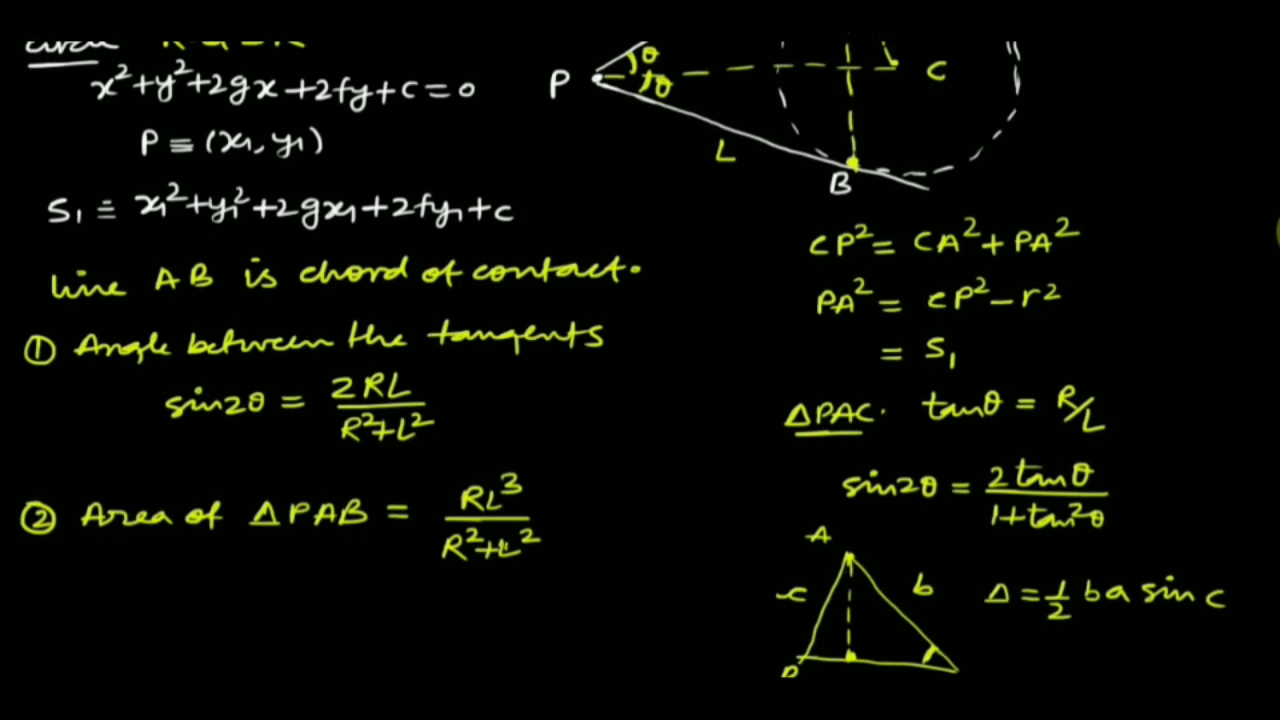 x²+y²+2gx+2fy+c=0
P ≡ (x₁, y₁)
S₁ ≡ x₁²+y₁²+2gx₁+2fy₁+c
line AB is chord of contact.
① Angle between the tangents
sin2θ = 2RL / R²+L²
② Area of △PAB = RL³ / R²+L²
P θ θ C
L
B
CP² = CA²+PA²
PA² = CP²-r²
= S₁
△PAC. tanθ = R/L
sin2θ = 2tanθ / 1+tan²θ
A
c b △ = 1/2 ba sin c